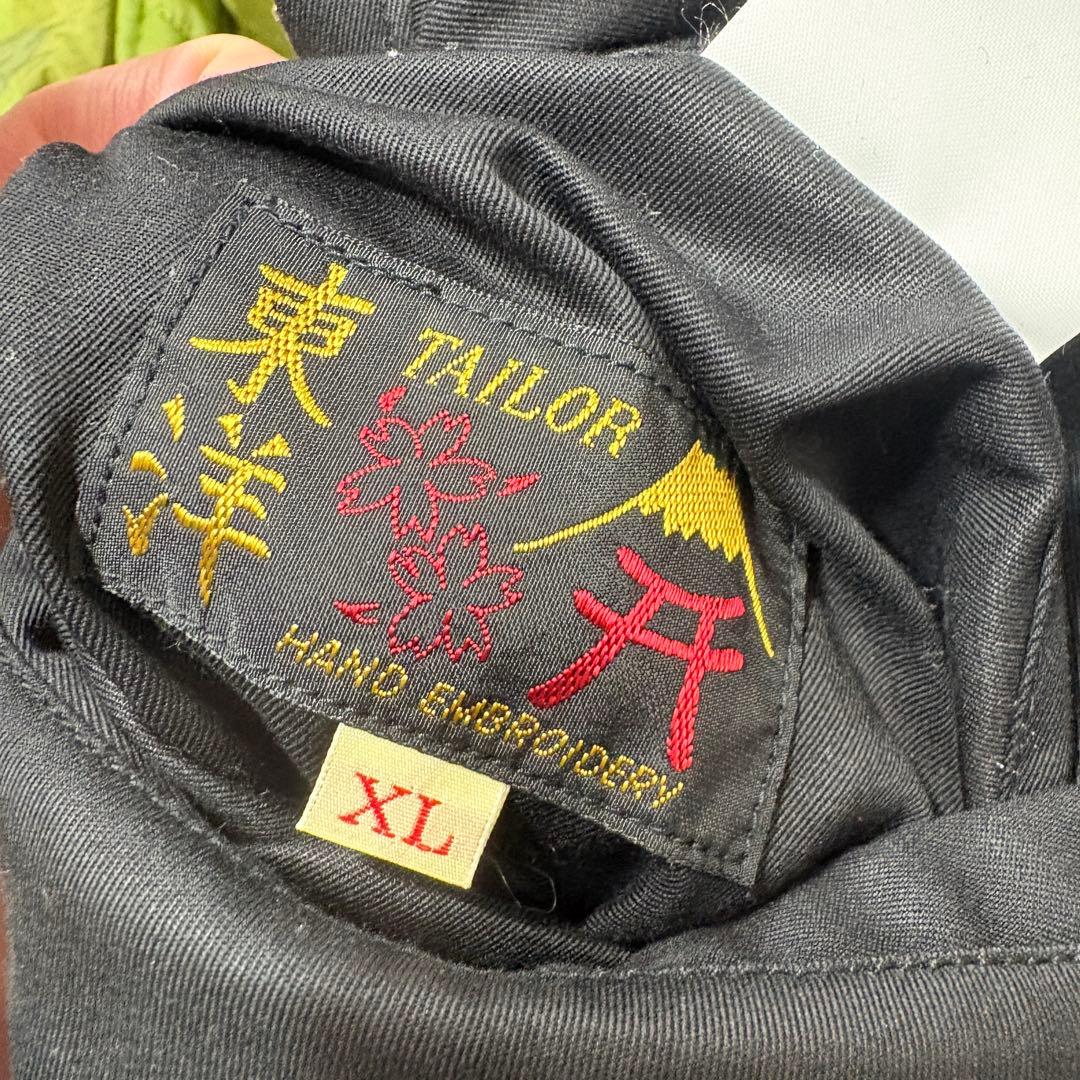 東洋
TAILOR
HAND EMBROIDERY
XL